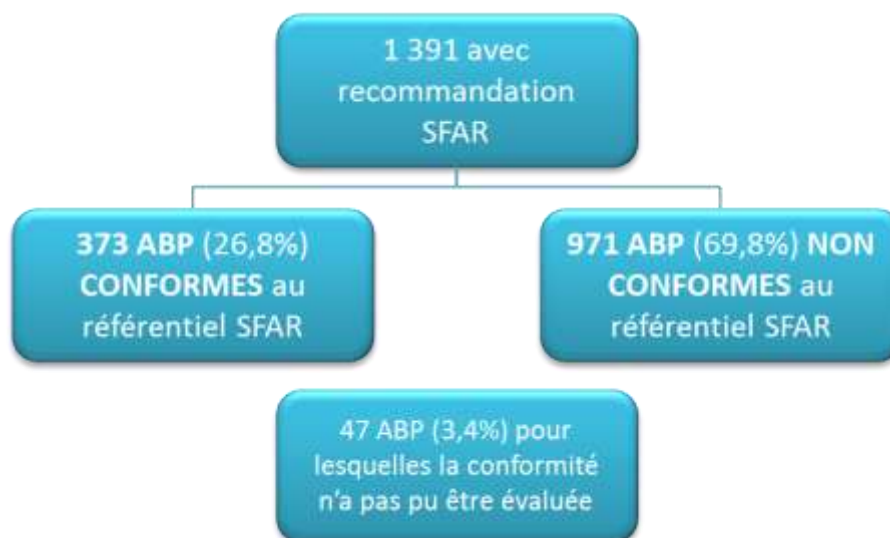 1 391 avec
recommandation
SFAR
373 ABP (26,8%)
CONFORMES au
référentiel SFAR
971 ABP (69,8%) NON
CONFORMES au
référentiel SFAR
47 ABP (3,4%) pour
lesquelles la conformité
n'a pas pu être évaluée